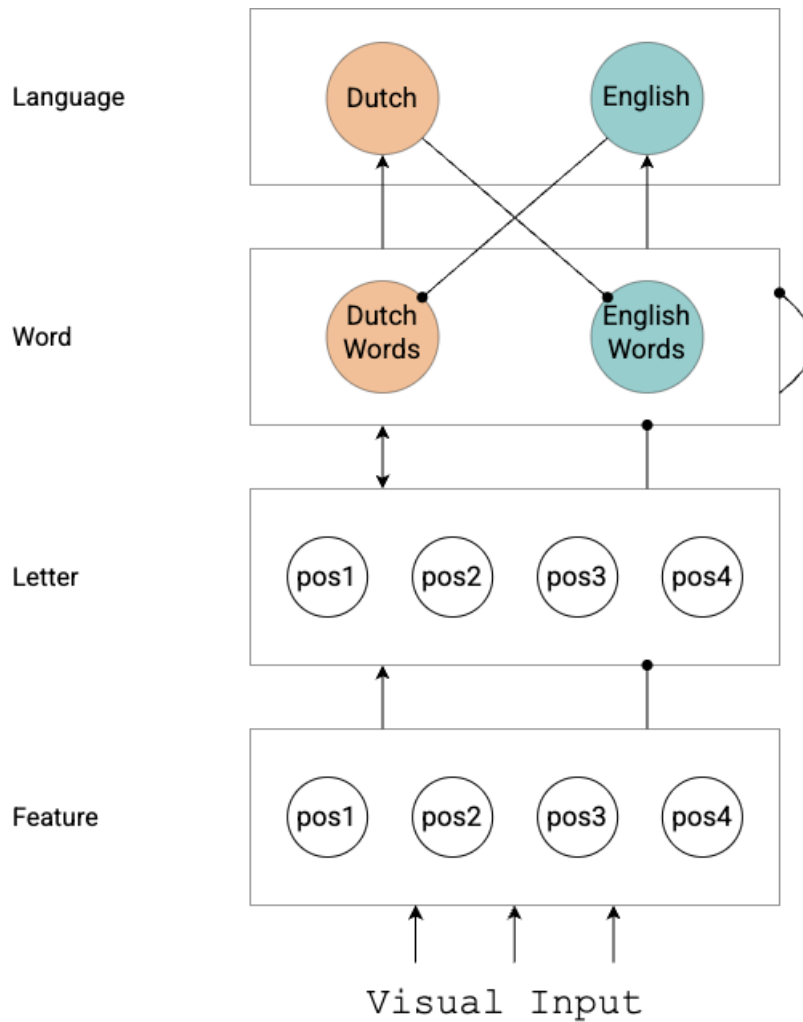 Language
Dutch
English
Word
Dutch
Words
English
Words
Letter
pos1
pos2
pos3
pos4
Feature
pos1
pos2
pos3
pos4
Visual Input